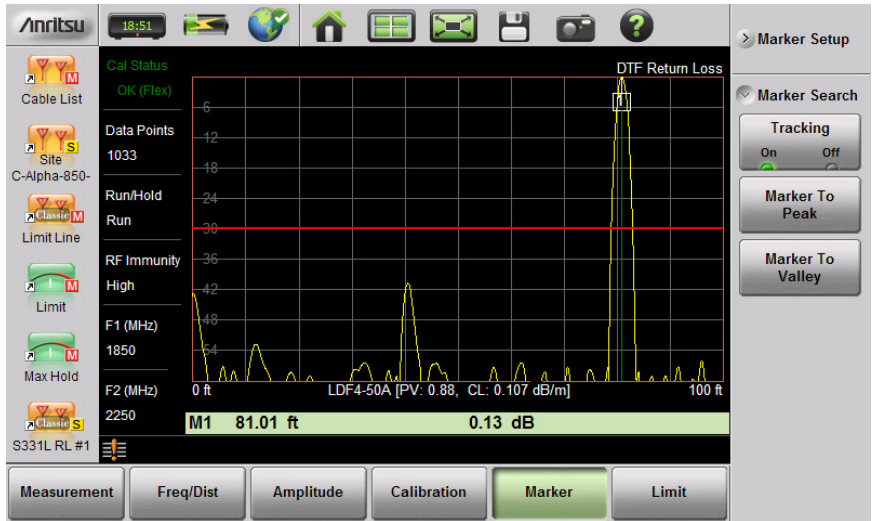 Anritsu
18:51
?
Cable List
M
Site
S
C-Alpha-850-
Classic M
Limit Line
M
Limit
M
Max Hold
Classic S
S331L RL #1
Cal Status
OK (Flex)
Data Points
1033
Run/Hold
Run
RF Immunity
High
F1 (MHz)
1850
F2 (MHz)
2250
DTF Return Loss
6
12
18
24
30
36
42
48
54
0 ft
LDF4-50A [PV: 0.88, CL: 0.107 dB/m]
100 ft
M1 81.01 ft 0.13 dB
Marker Setup
Marker Search
Tracking
On Off
Marker To
Peak
Marker To
Valley
Measurement
Freq/Dist
Amplitude
Calibration
Marker
Limit